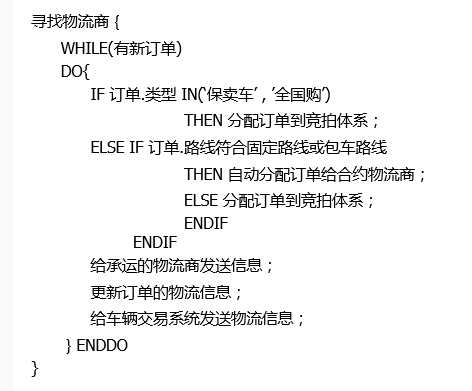 寻找物流商 {
WHILE(有新订单)
DO{
IF 订单.类型 IN('保卖车' , '全国购')
THEN 分配订单到竞拍体系；
ELSE IF 订单.路线符合固定路线或包车路线
THEN 自动分配订单给合约物流商；
ELSE 分配订单到竞拍体系；
ENDIF
ENDIF
给承运的物流商发送信息；
更新订单的物流信息；
给车辆交易系统发送物流信息；
} ENDDO
}